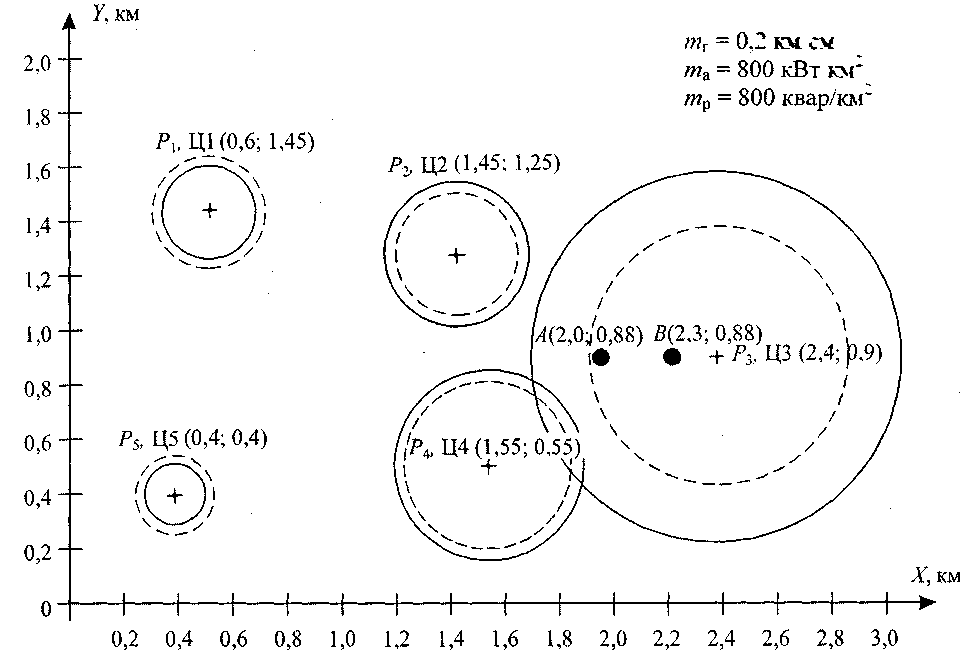 Y, км
mг = 0,2 км см
mа = 800 кВт км²
mр = 800 квар/км²
2,0
1,8
1,6
1,4
1,2
1,0
0,8
0,6
0,4
0,2
0
P₁, Ц1 (0,6; 1,45)
P₂, Ц2 (1,45; 1,25)
A(2,0; 0,88)
B(2,3; 0,88)
P₃, Ц3 (2,4; 0,9)
P₅, Ц5 (0,4; 0,4)
P₄, Ц4 (1,55; 0,55)
X, км
0,2 0,4 0,6 0,8 1,0 1,2 1,4 1,6 1,8 2,0 2,2 2,4 2,6 2,8 3,0